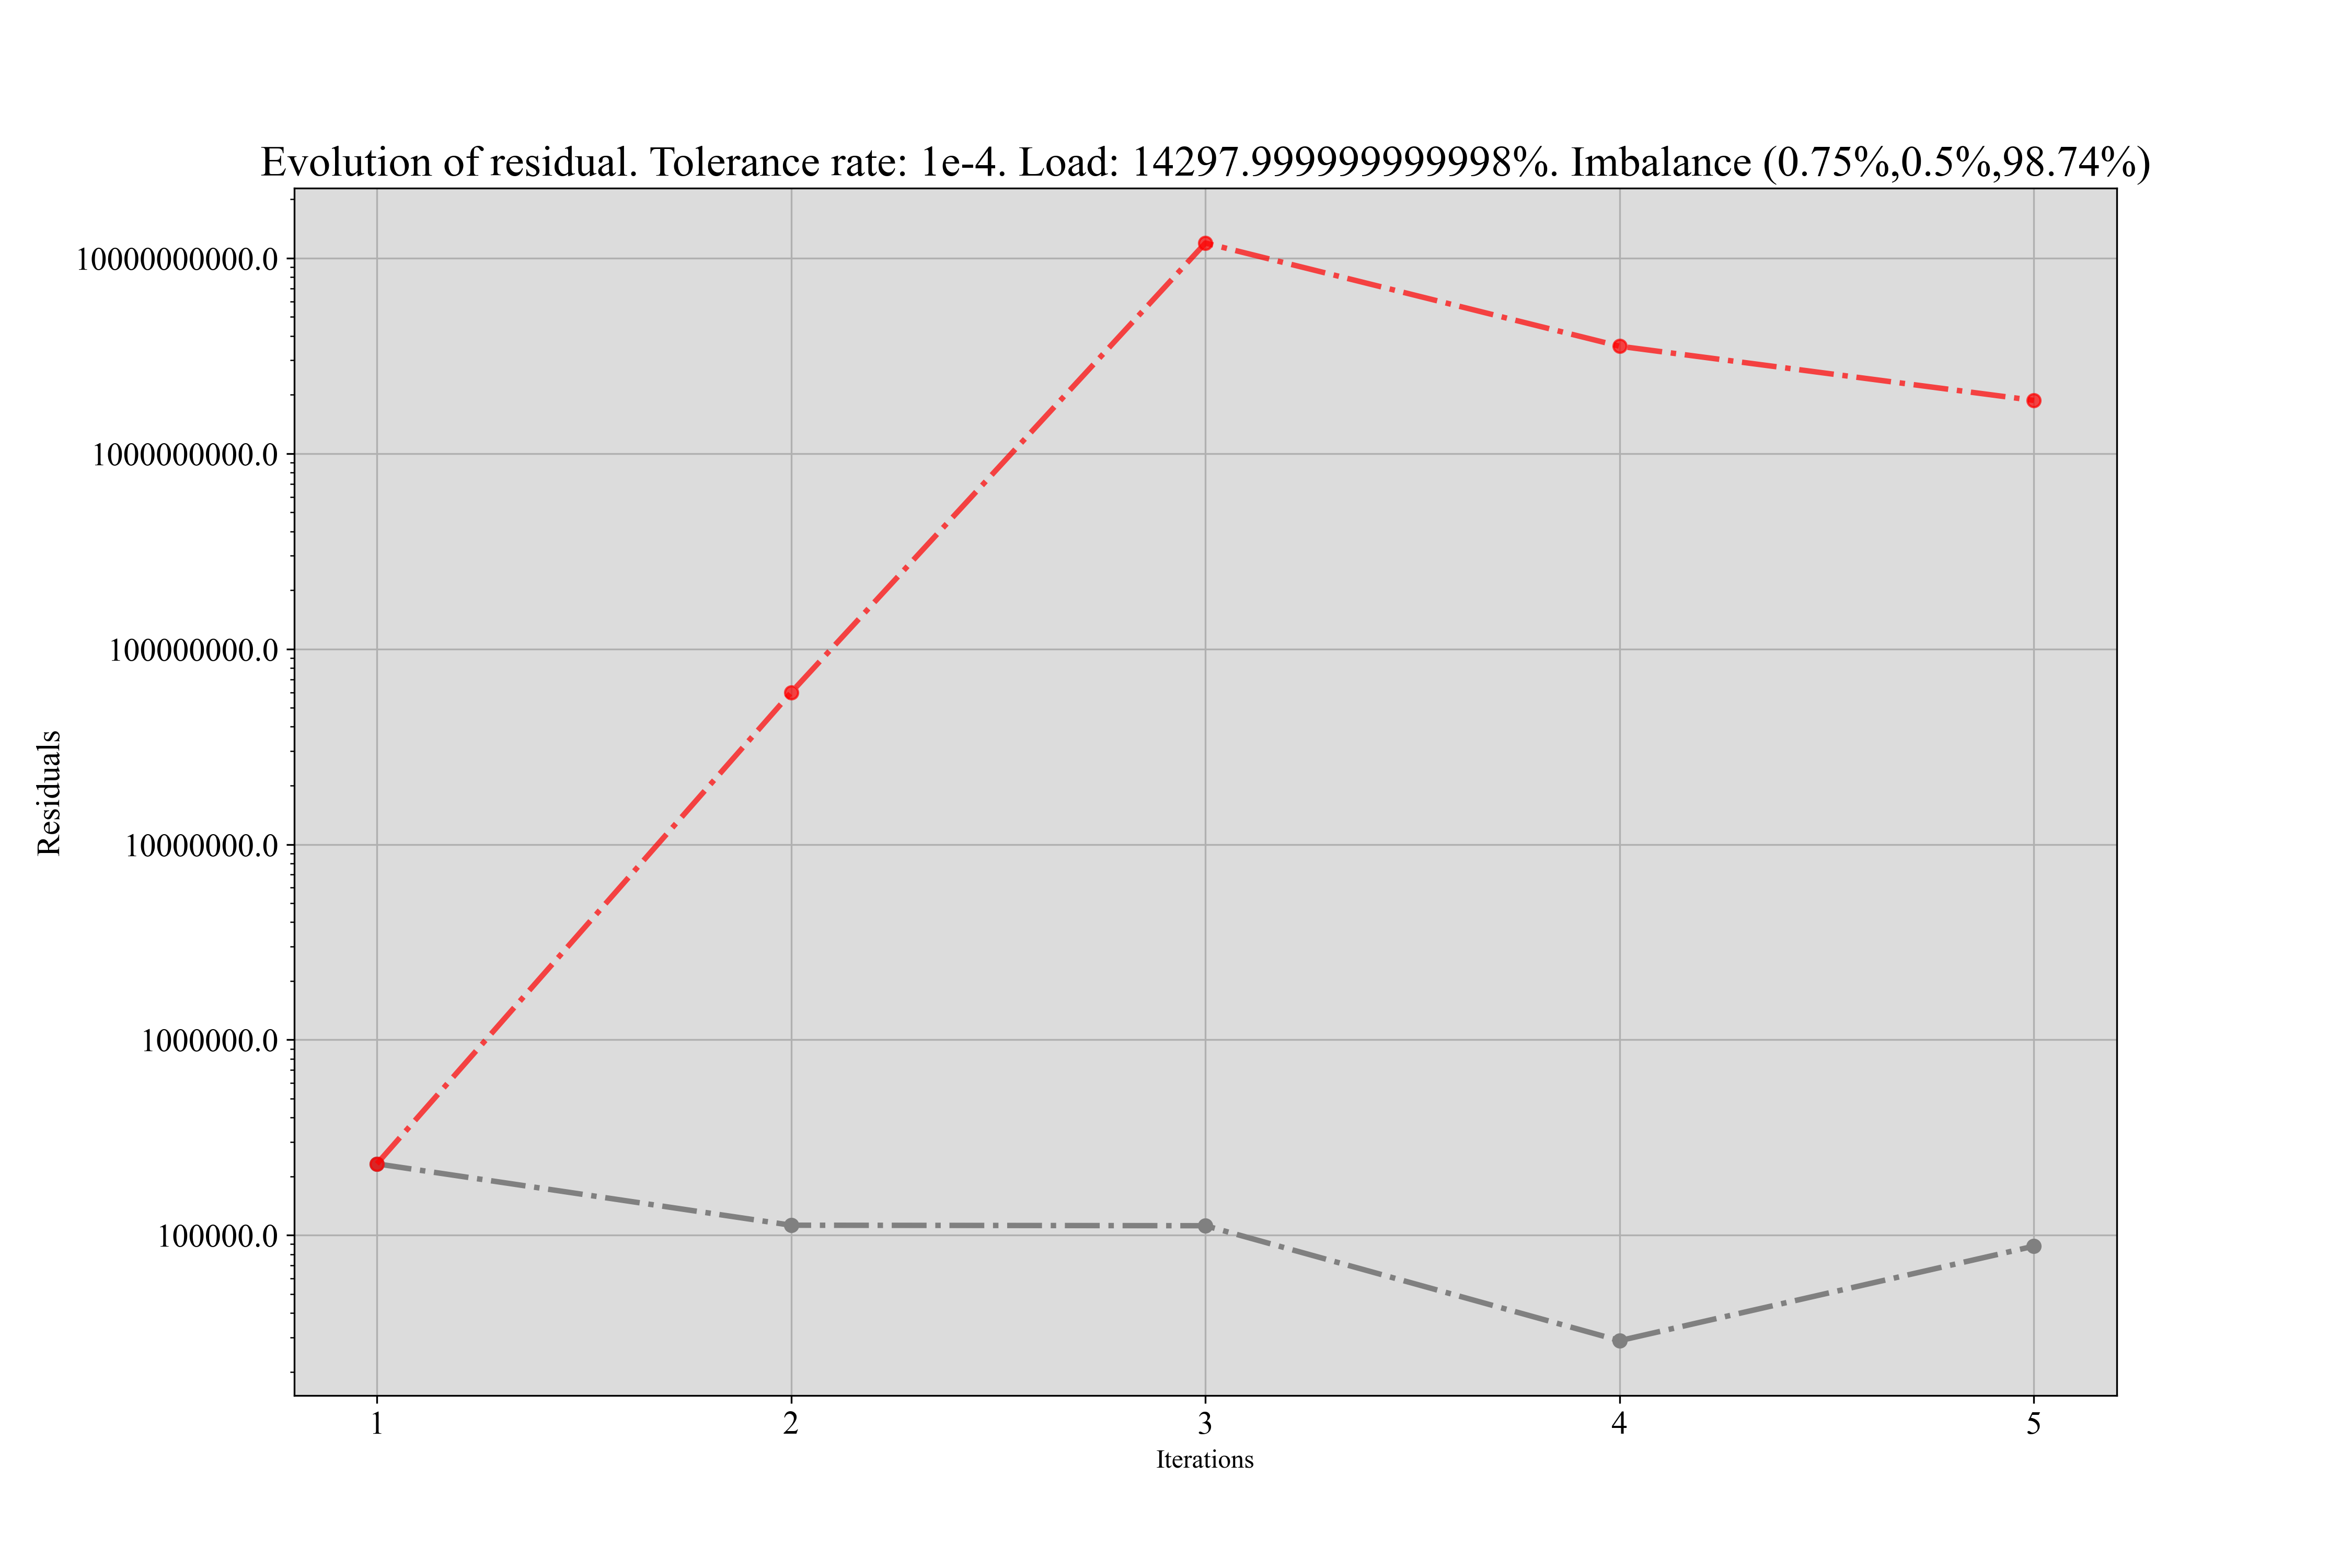 Evolution of residual. Tolerance rate: 1e-4. Load: 14297.999999999998%. Imbalance (0.75%,0.5%,98.74%)
10000000000.0
1000000000.0
100000000.0
10000000.0
1000000.0
100000.0
Residuals
1 2 3 4 5
Iterations